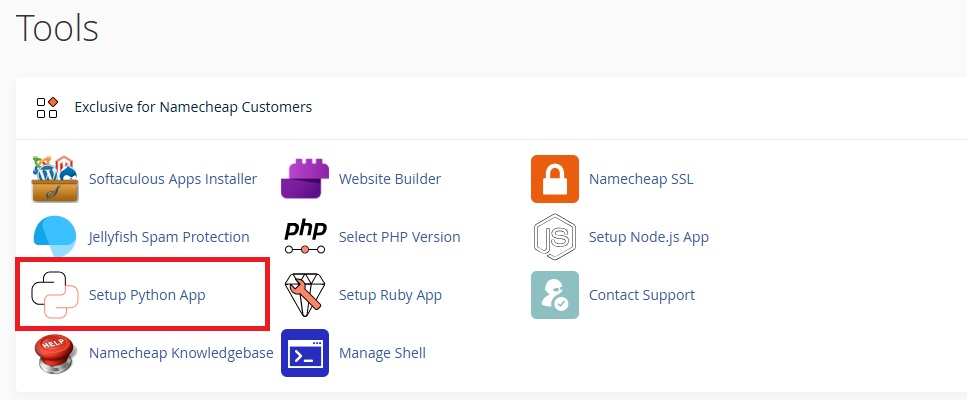 Tools
Exclusive for Namecheap Customers
Softaculous Apps Installer
Website Builder
Namecheap SSL
Jellyfish Spam Protection
php
Select PHP Version
JS
Setup Node.js App
Setup Python App
Setup Ruby App
Contact Support
HELP
Namecheap Knowledgebase
Manage Shell